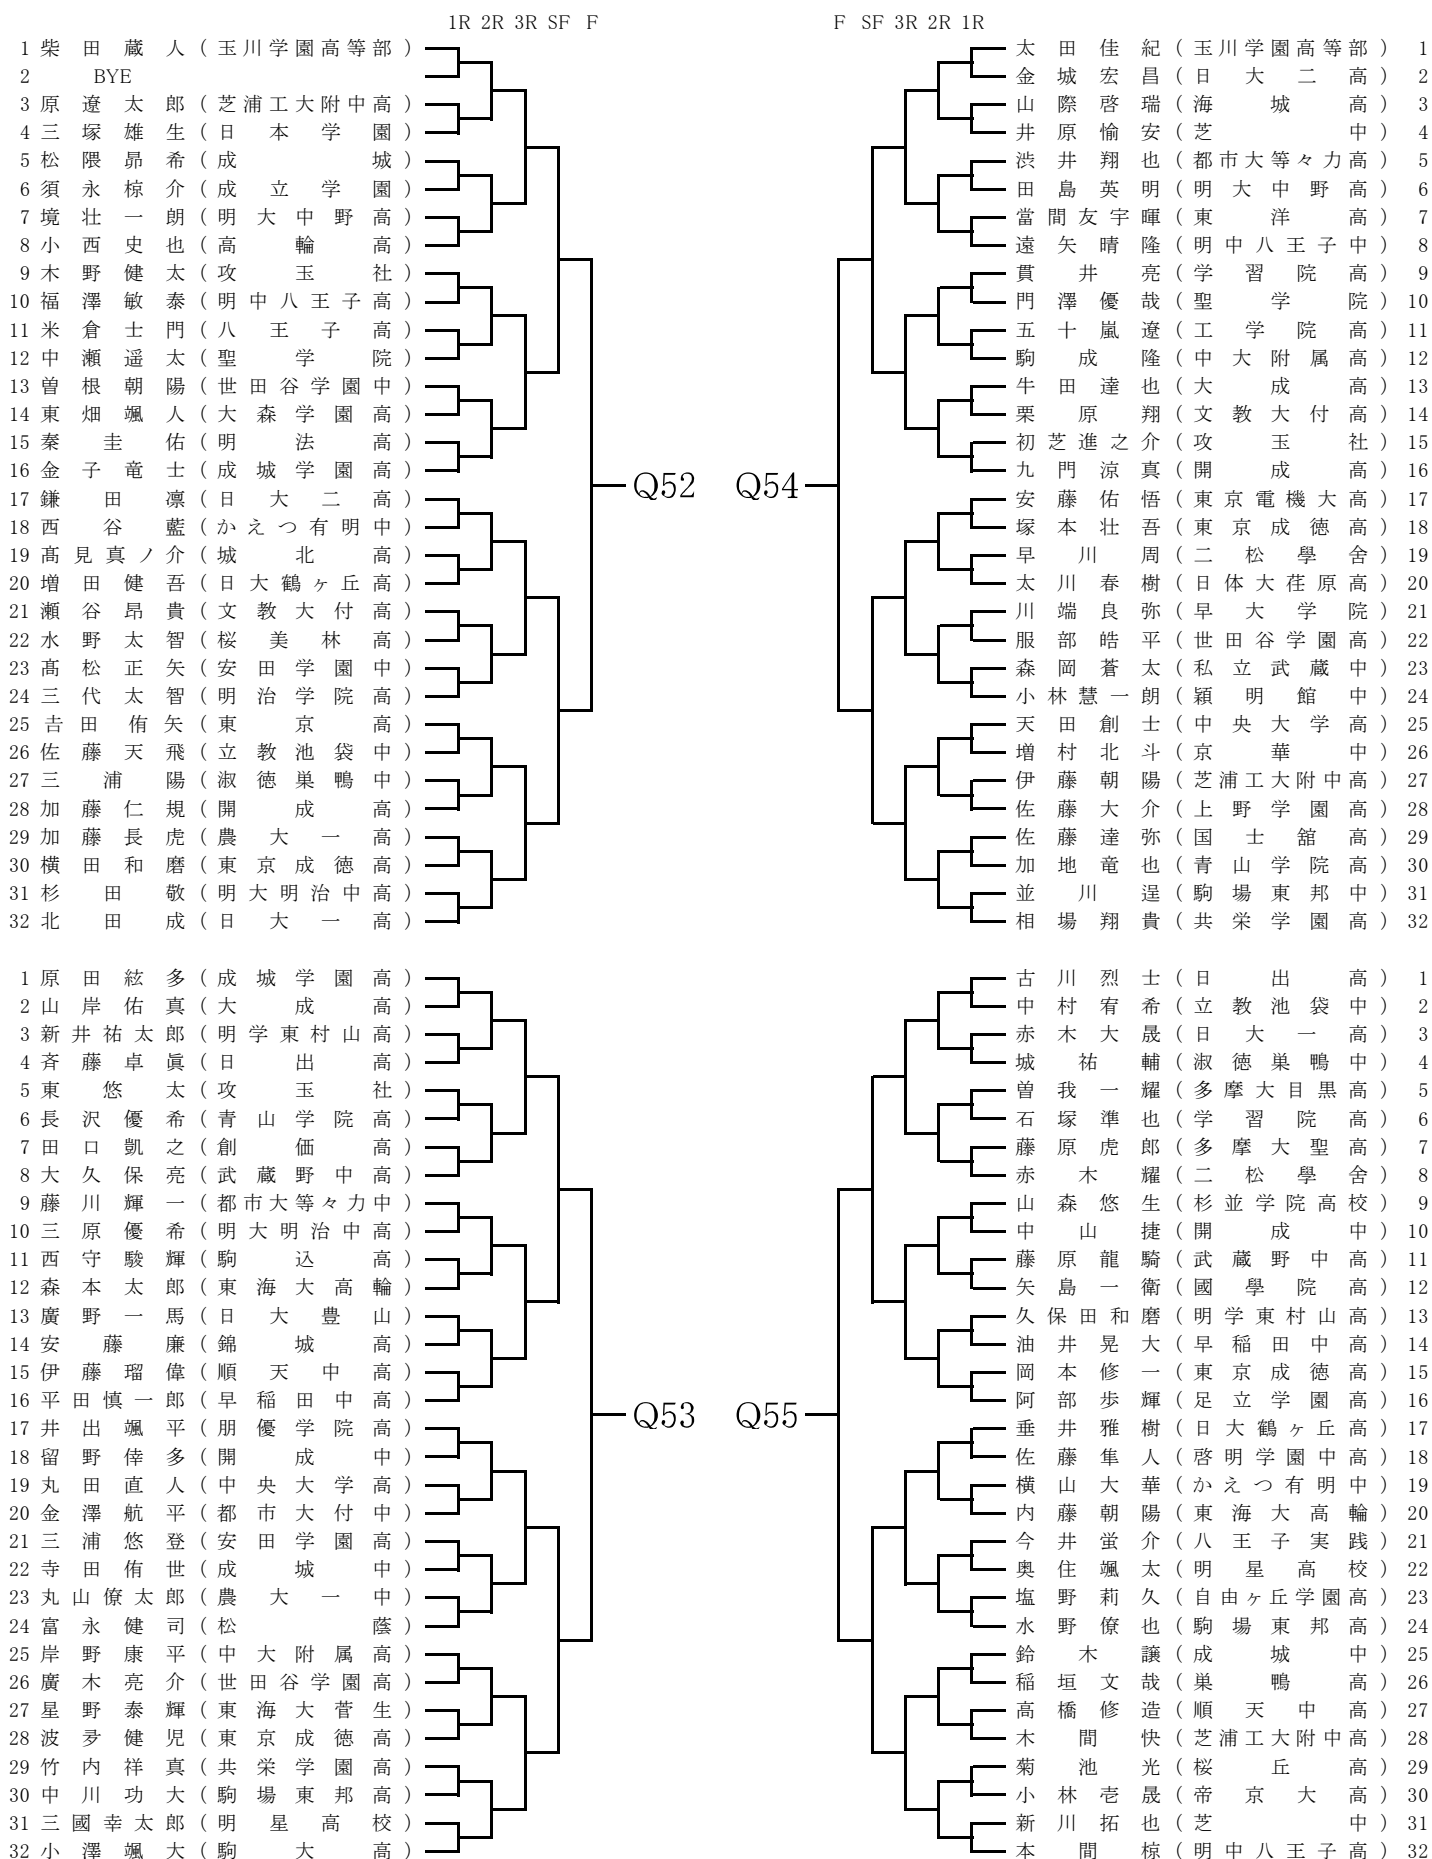 1R 2R 3R SF F
1 柴田蔵人（玉川学園高等部）
2 BYE
3 原遼太郎（芝浦工大附中高）
4 三塚雄生（日本学園）
5 松隈昴希（成城）
6 須永椋介（成立学園）
7 境壮一朗（明大中野高）
8 小西史也（高輪高）
9 木野健太（攻玉社）
10 福澤敏泰（明中八王子高）
11 米倉士門（八王子高）
12 中瀬遥太（聖学院）
13 曽根朝陽（世田谷学園中）
14 東畑颯人（大森学園高）
15 秦圭佑（明法高）
16 金子竜士（成城学園高）
17 鎌田凛（日大二高）
18 西谷藍（かえつ有明中）
19 髙見真ノ介（城北高）
20 増田健吾（日大鶴ヶ丘高）
21 瀬谷昂貴（文教大付高）
22 水野太智（桜美林高）
23 髙松正矢（安田学園中）
24 三代太智（明治学院高）
25 吉田侑矢（東京高）
26 佐藤天飛（立教池袋中）
27 三浦陽（淑徳巣鴨中）
28 加藤仁規（開成高）
29 加藤長虎（農大一高）
30 横田和磨（東京成徳高）
31 杉田敬（明大明治中高）
32 北田成（日大一高）
Q52
F SF 3R 2R 1R
太田佳紀（玉川学園高等部） 1
金城宏昌（日大二高） 2
山際啓瑞（海城高） 3
井原愉安（芝中） 4
渋井翔也（都市大等々力高） 5
田島英明（明大中野高） 6
當間友宇暉（東洋高） 7
遠矢晴隆（明中八王子中） 8
貫井亮（学習院高） 9
門澤優哉（聖学院） 10
五十嵐遼（工学院高） 11
駒成隆（中大附属高） 12
牛田達也（大成高） 13
栗原翔（文教大付高） 14
初芝進之介（攻玉社） 15
九門涼真（開成高） 16
安藤佑悟（東京電機大高） 17
塚本壮吾（東京成徳高） 18
早川周（二松學舎） 19
太川春樹（日体大荏原高） 20
川端良弥（早大学院） 21
服部皓平（世田谷学園高） 22
森岡蒼太（私立武蔵中） 23
小林慧一朗（穎明館中） 24
天田創士（中央大学高） 25
増村北斗（京華中） 26
伊藤朝陽（芝浦工大附中高） 27
佐藤大介（上野学園高） 28
佐藤達弥（国士舘高） 29
加地竜也（青山学院高） 30
並川逞（駒場東邦中） 31
相場翔貴（共栄学園高） 32
Q54
1 原田絃多（成城学園高）
2 山岸佑真（大成高）
3 新井祐太郎（明学東村山高）
4 斉藤卓眞（日出高）
5 東悠太（攻玉社）
6 長沢優希（青山学院高）
7 田口凱之（創価高）
8 大久保亮（武蔵野中高）
9 藤川輝一（都市大等々力中）
10 三原優希（明大明治中高）
11 西守駿輝（駒込高）
12 森本太郎（東海大高輪）
13 廣野一馬（日大豊山）
14 安藤廉（錦城高）
15 伊藤瑠偉（順天中高）
16 平田慎一郎（早稲田中高）
17 井出颯平（朋優学院高）
18 留野倖多（開成中）
19 丸田直人（中央大学高）
20 金澤航平（都市大付中）
21 三浦悠登（安田学園高）
22 寺田侑世（成城中）
23 丸山僚太郎（農大一中）
24 富永健司（松蔭）
25 岸野康平（中大附属高）
26 廣木亮介（世田谷学園高）
27 星野泰輝（東海大菅生）
28 波夛健児（東京成徳高）
29 竹内祥真（共栄学園高）
30 中川功大（駒場東邦高）
31 三國幸太郎（明星高校）
32 小澤颯大（駒大高）
Q53
古川烈士（日出高） 1
中村宥希（立教池袋中） 2
赤木大晟（日大一高） 3
城祐輔（淑徳巣鴨中） 4
曽我一耀（多摩大目黒高） 5
石塚準也（学習院高） 6
藤原虎郎（多摩大聖高） 7
赤木耀（二松學舎） 8
山森悠生（杉並学院高校） 9
中山捷（開成中） 10
藤原龍騎（武蔵野中高） 11
矢島一衛（國學院高） 12
久保田和磨（明学東村山高） 13
油井晃大（早稲田中高） 14
岡本修一（東京成徳高） 15
阿部歩輝（足立学園高） 16
垂井雅樹（日大鶴ヶ丘高） 17
佐藤隼人（啓明学園中高） 18
横山大華（かえつ有明中） 19
内藤朝陽（東海大高輪） 20
今井蛍介（八王子実践） 21
奥住颯太（明星高校） 22
塩野莉久（自由ヶ丘学園高） 23
水野僚也（駒場東邦高） 24
鈴木譲（成城中） 25
稲垣文哉（巣鴨高） 26
高橋修造（順天中高） 27
木間快（芝浦工大附中高） 28
菊池光（桜丘高） 29
小林壱晟（帝京大高） 30
新川拓也（芝中） 31
本間椋（明中八王子高） 32
Q55